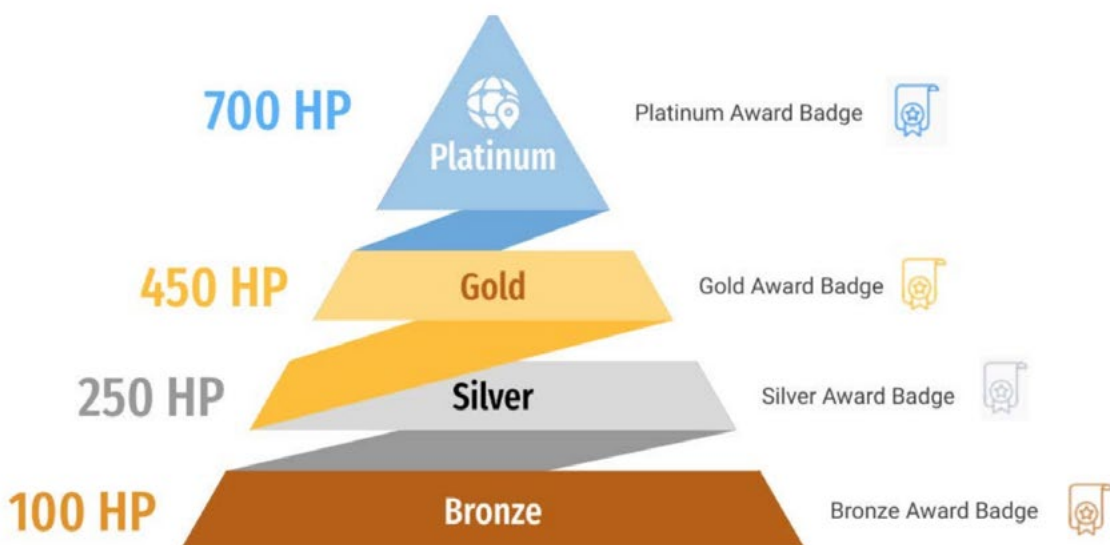 700 HP
Platinum
Platinum Award Badge
450 HP
Gold
Gold Award Badge
250 HP
Silver
Silver Award Badge
100 HP
Bronze
Bronze Award Badge